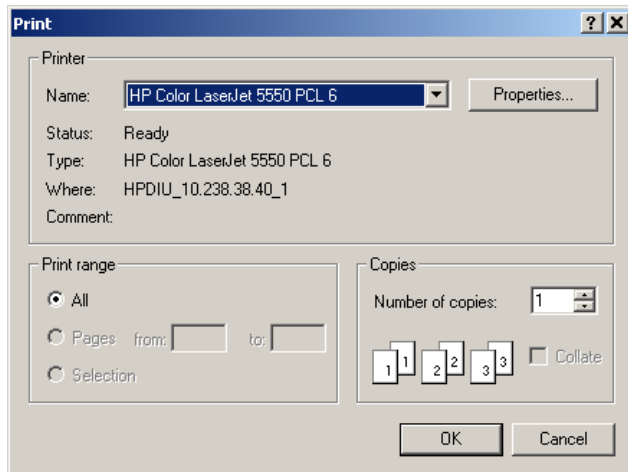 Print
Printer
Name: HP Color LaserJet 5550 PCL 6 Properties...
Status: Ready
Type: HP Color LaserJet 5550 PCL 6
Where: HPDIU_10.238.38.40_1
Comment:
Print range
All
Pages from: to:
Selection
Copies
Number of copies: 1
1 1 2 2 3 3 Collate
OK Cancel